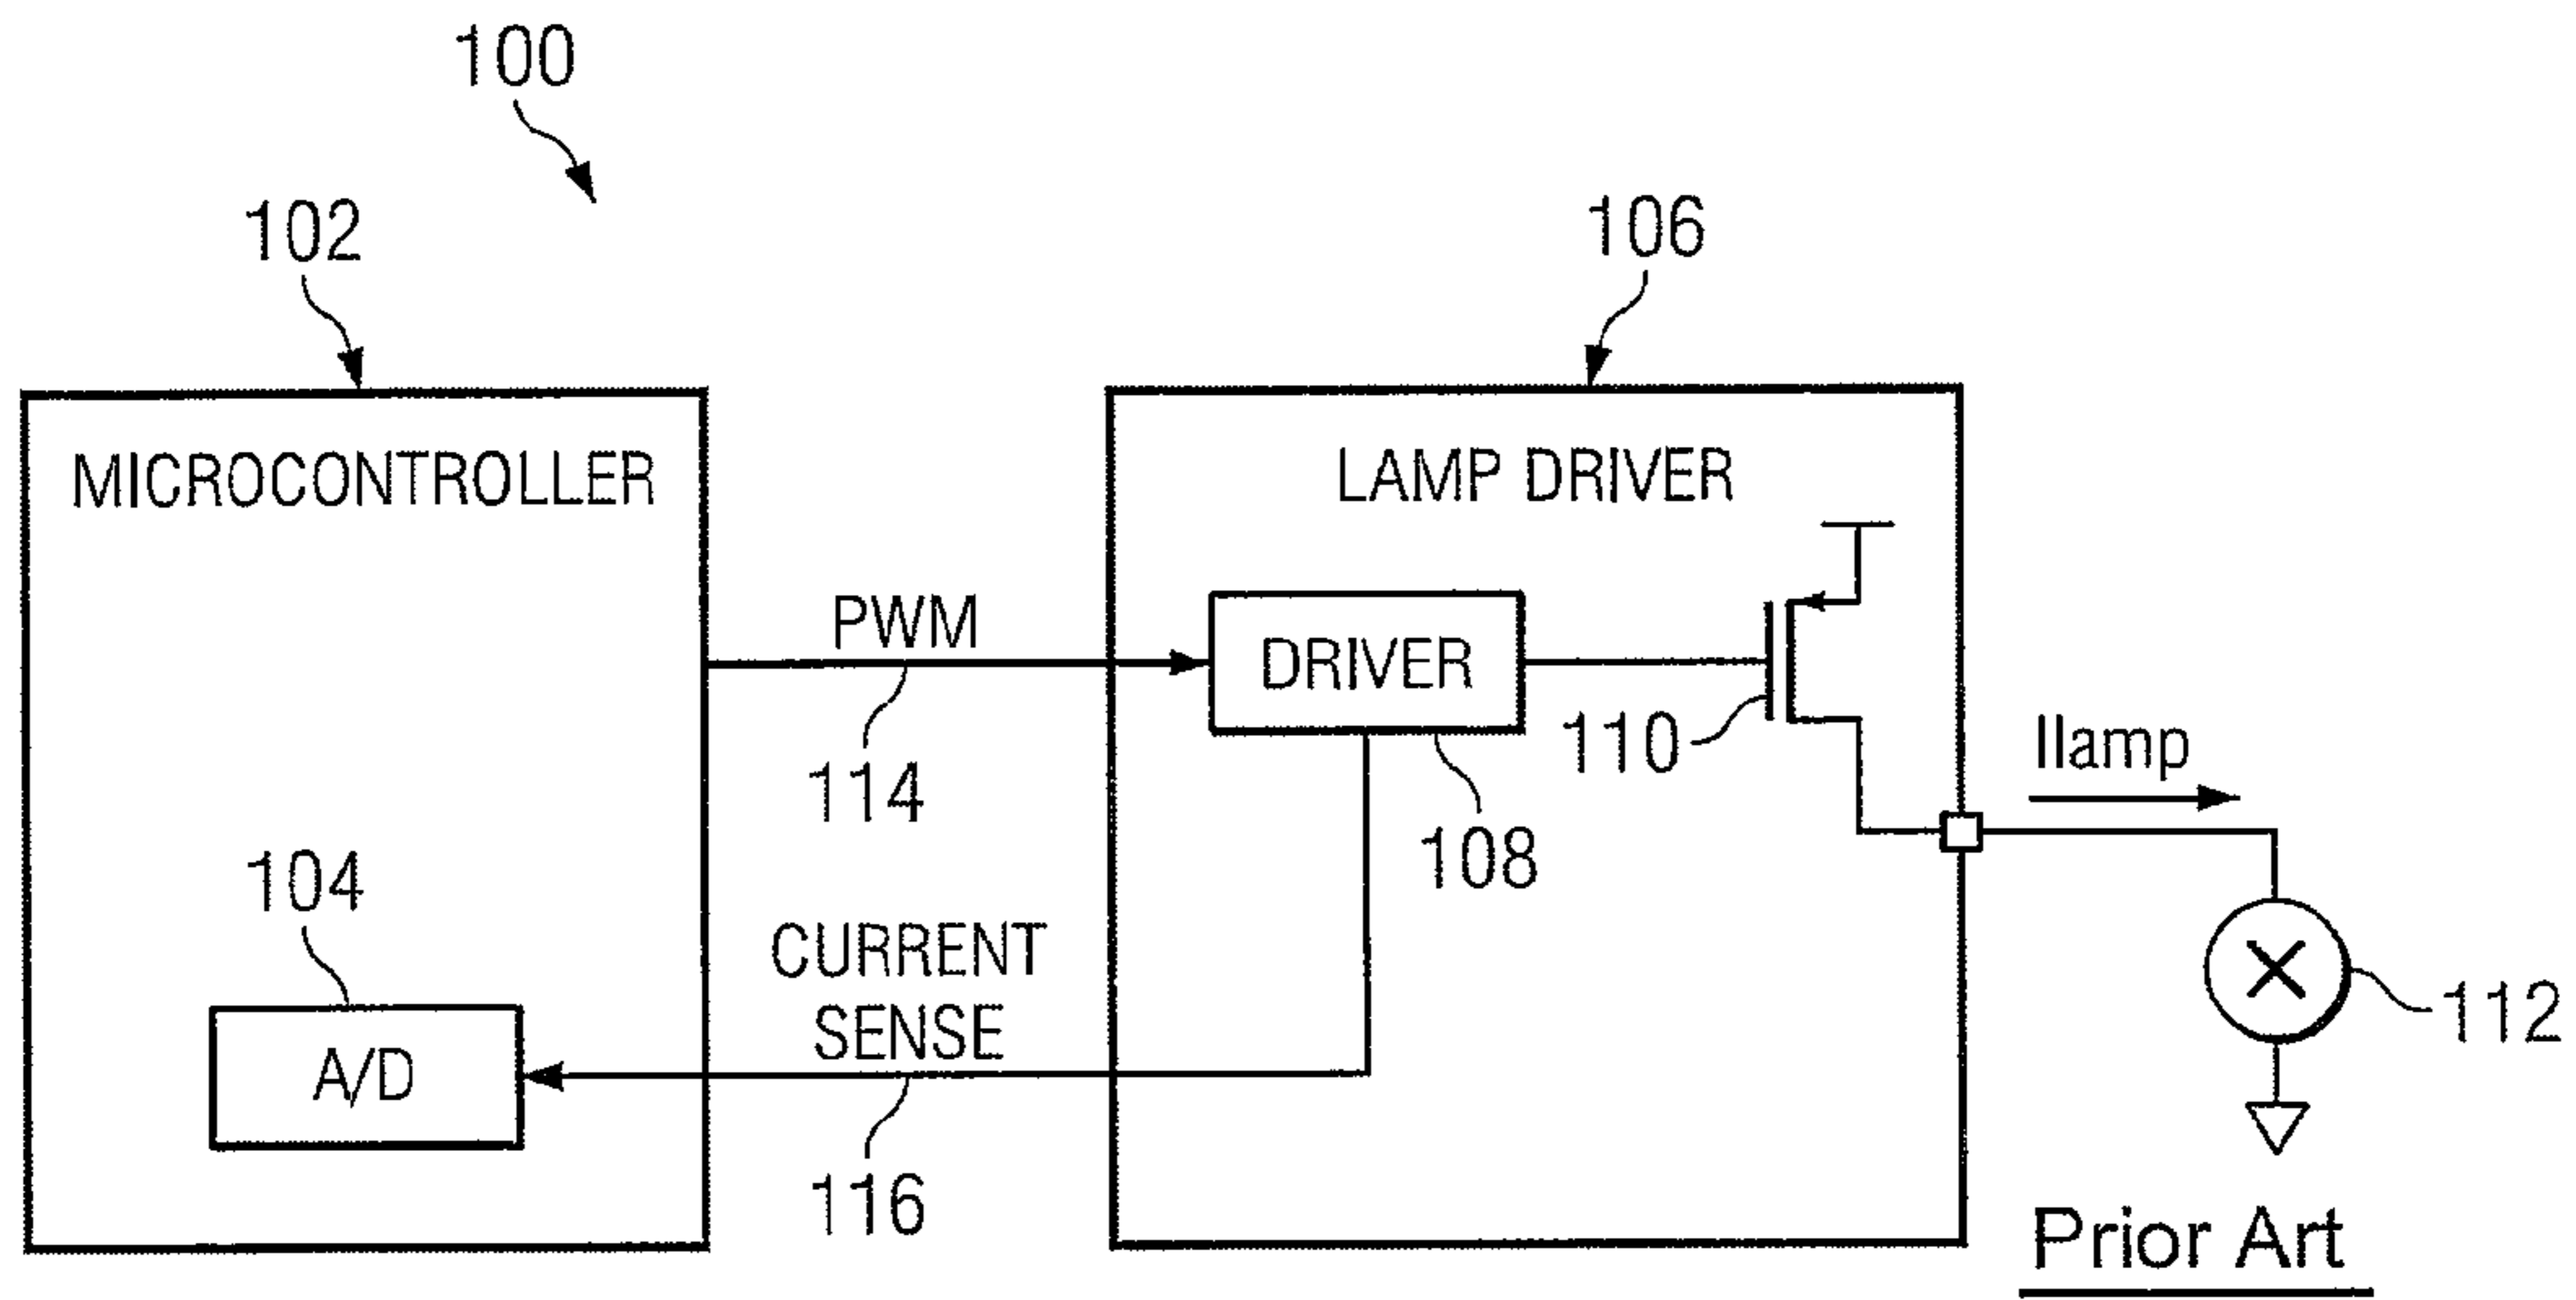 100
102
106
MICROCONTROLLER
LAMP DRIVER
PWM
DRIVER
114
110
Ilamp
108
104
CURRENT
SENSE
A/D
112
116
Prior Art